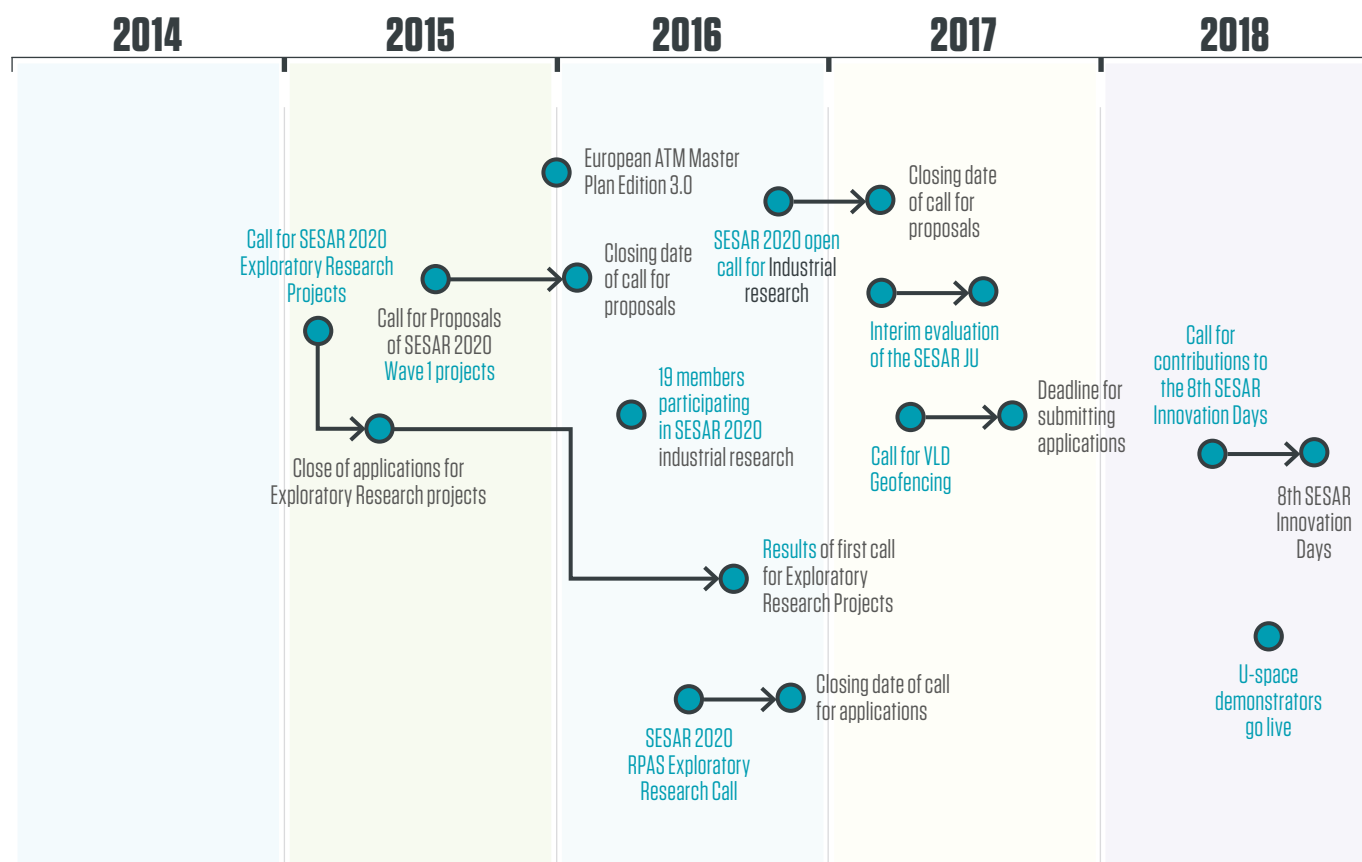 2014
2015
2016
2017
2018
European ATM Master
Plan Edition 3.0
Closing date
of call for
proposals
Call for SESAR 2020
Exploratory Research
Projects
SESAR 2020 open
call for Industrial
research
Closing date
of call for
proposals
Call for Proposals
of SESAR 2020
Wave 1 projects
Interim evaluation
of the SESAR JU
Call for
contributions to
the 8th SESAR
Innovation Days
19 members
participating
in SESAR 2020
industrial research
Deadline for
submitting
applications
Call for VLD
Geofencing
Close of applications for
Exploratory Research projects
8th SESAR
Innovation
Days
Results of first call
for Exploratory
Research Projects
U-space
demonstrators
go live
Closing date of call
for applications
SESAR 2020
RPAS Exploratory
Research Call